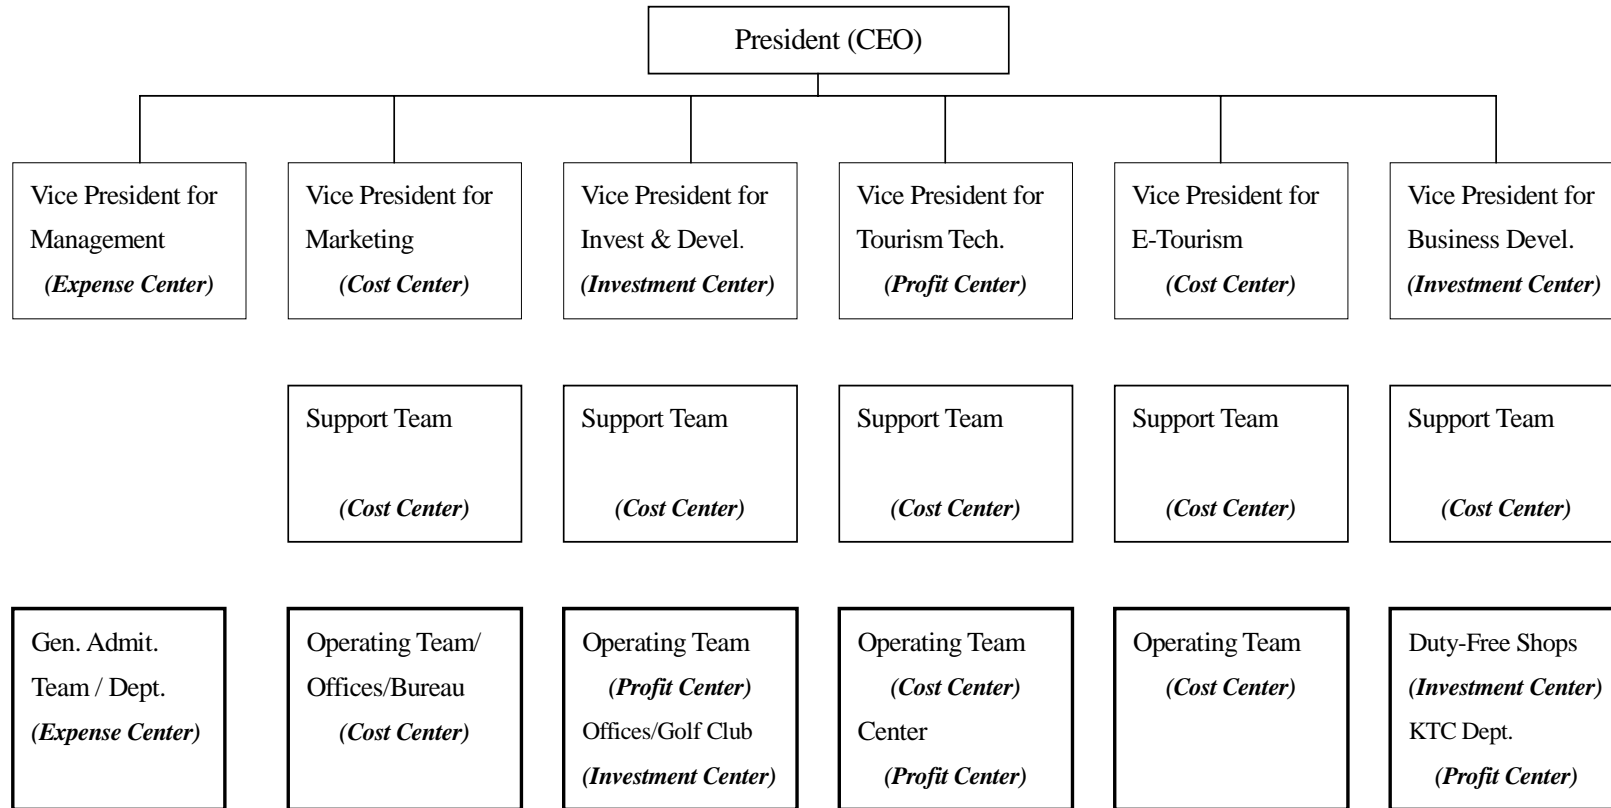 President (CEO)
Vice President for
Management
(Expense Center)
Vice President for
Marketing
(Cost Center)
Vice President for
Invest & Devel.
(Investment Center)
Vice President for
Tourism Tech.
(Profit Center)
Vice President for
E-Tourism
(Cost Center)
Vice President for
Business Devel.
(Investment Center)
Support Team
(Cost Center)
Support Team
(Cost Center)
Support Team
(Cost Center)
Support Team
(Cost Center)
Support Team
(Cost Center)
Gen. Admit.
Team / Dept.
(Expense Center)
Operating Team/
Offices/Bureau
(Cost Center)
Operating Team
(Profit Center)
Offices/Golf Club
(Investment Center)
Operating Team
(Cost Center)
Center
(Profit Center)
Operating Team
(Cost Center)
Duty-Free Shops
(Investment Center)
KTC Dept.
(Profit Center)